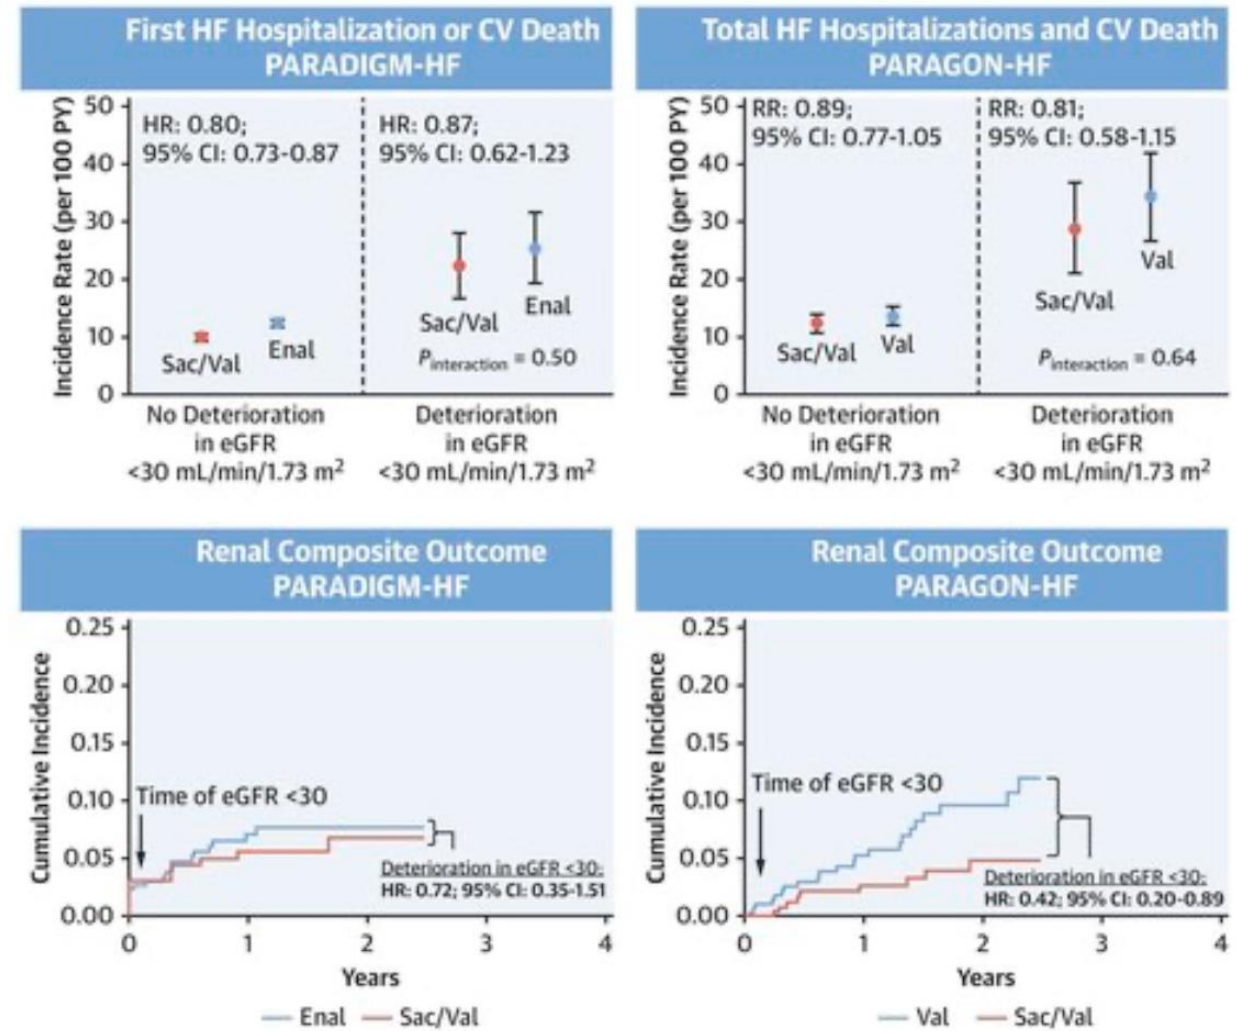 First HF Hospitalization or CV Death
PARADIGM-HF
Incidence Rate (per 100 PY)
50
40
30
20
10
0
HR: 0.80;
95% CI: 0.73-0.87
HR: 0.87;
95% CI: 0.62-1.23
Sac/Val
Enal
Sac/Val
Enal
Pinteraction = 0.50
No Deterioration
in eGFR
<30 mL/min/1.73 m²
Deterioration
in eGFR
<30 mL/min/1.73 m²
Total HF Hospitalizations and CV Death
PARAGON-HF
Incidence Rate (per 100 PY)
50
40
30
20
10
0
RR: 0.89;
95% CI: 0.77-1.05
RR: 0.81;
95% CI: 0.58-1.15
Sac/Val
Val
Sac/Val
Val
Pinteraction = 0.64
No Deterioration
in eGFR
<30 mL/min/1.73 m²
Deterioration
in eGFR
<30 mL/min/1.73 m²
Renal Composite Outcome
PARADIGM-HF
Cumulative Incidence
0.25
0.20
0.15
0.10
0.05
0.00
Time of eGFR <30
Deterioration in eGFR <30:
HR: 0.72; 95% CI: 0.35-1.51
0 1 2 3 4
Years
Enal Sac/Val
Renal Composite Outcome
PARAGON-HF
Cumulative Incidence
0.25
0.20
0.15
0.10
0.05
0.00
Time of eGFR <30
Deterioration in eGFR <30:
HR: 0.42; 95% CI: 0.20-0.89
0 1 2 3 4
Years
Val Sac/Val